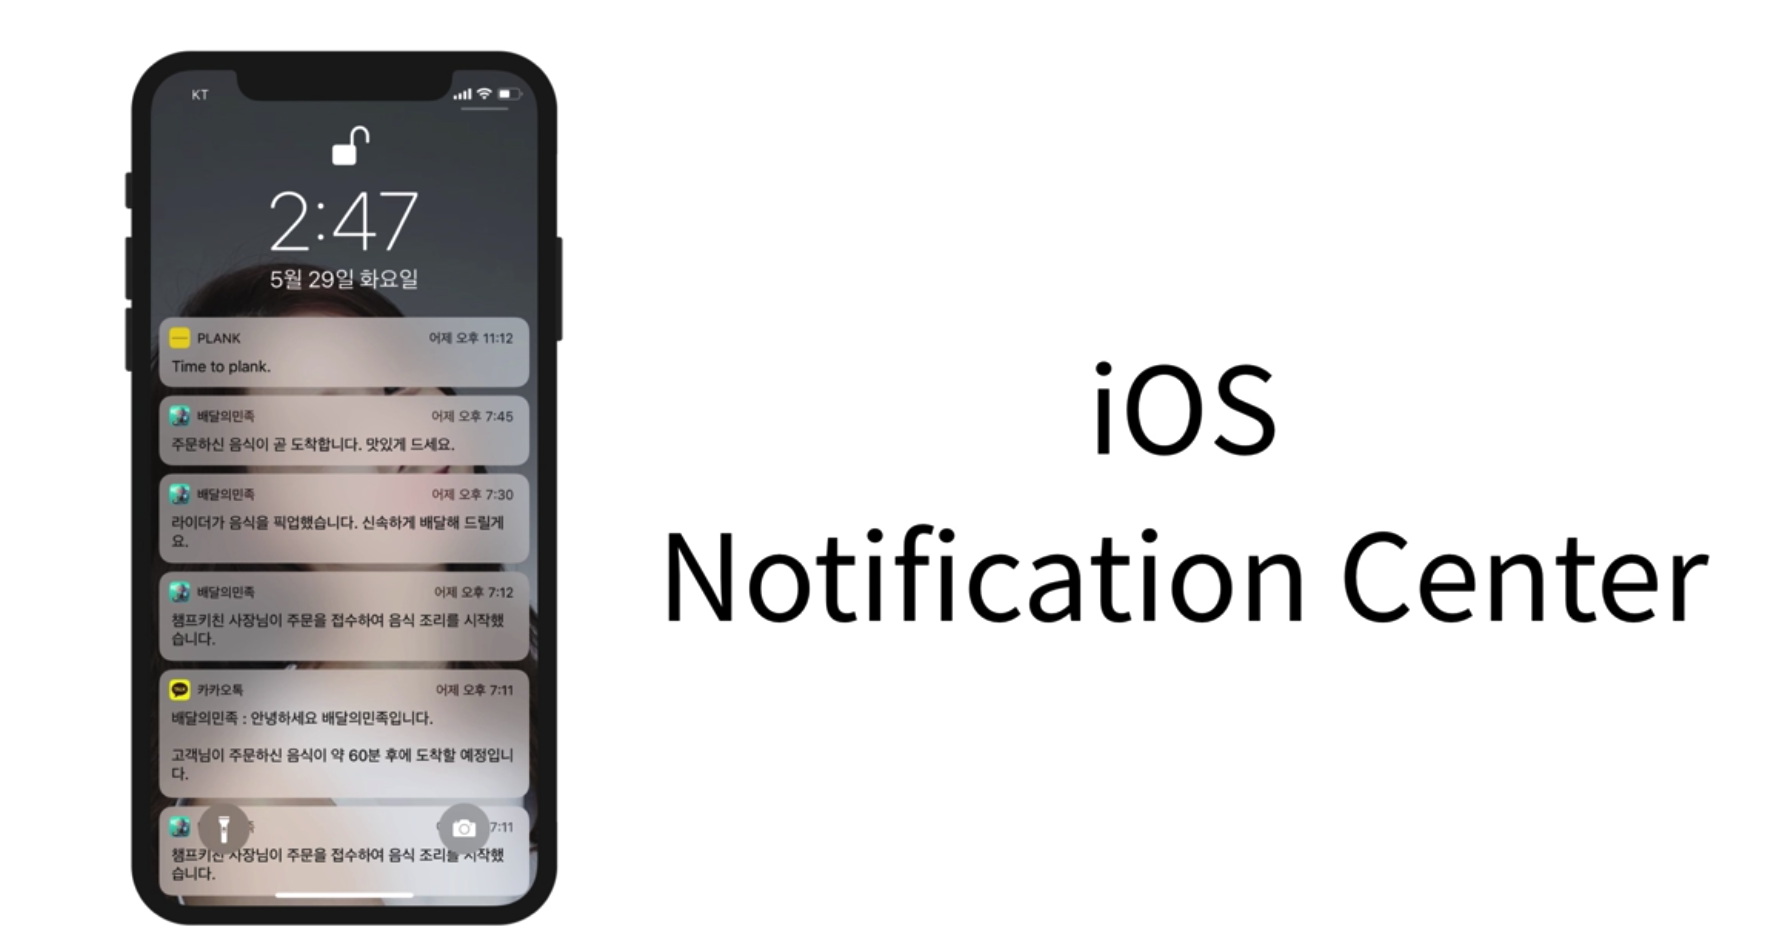 KT
2:47
5월 29일 화요일
PLANK 어제 오후 11:12
Time to plank.
배달의민족 어제 오후 7:45
주문하신 음식이 곧 도착합니다. 맛있게 드세요.
배달의민족 어제 오후 7:30
라이더가 음식을 픽업했습니다. 신속하게 배달해 드릴게
요.
배달의민족 어제 오후 7:12
챔프키친 사장님이 주문을 접수하여 음식 조리를 시작했
습니다.
카카오톡 어제 오후 7:11
배달의민족 : 안녕하세요 배달의민족입니다.
고객님이 주문하신 음식이 약 60분 후에 도착할 예정입니
다.
7:11
챔프키친 사장님이 주문을 접수하여 음식 조리를 시작했
습니다.
iOS
Notification Center